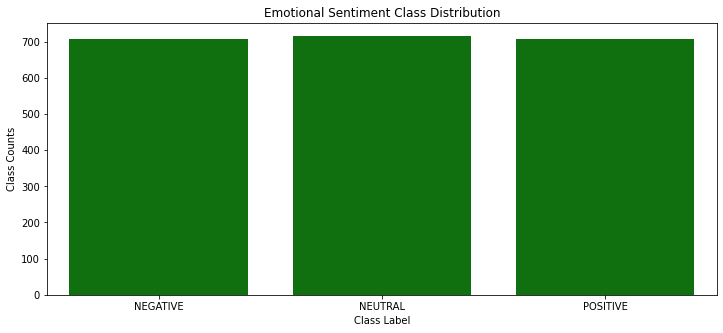 Emotional Sentiment Class Distribution
Class Counts
700
600
500
400
300
200
100
0
NEGATIVE NEUTRAL POSITIVE
Class Label